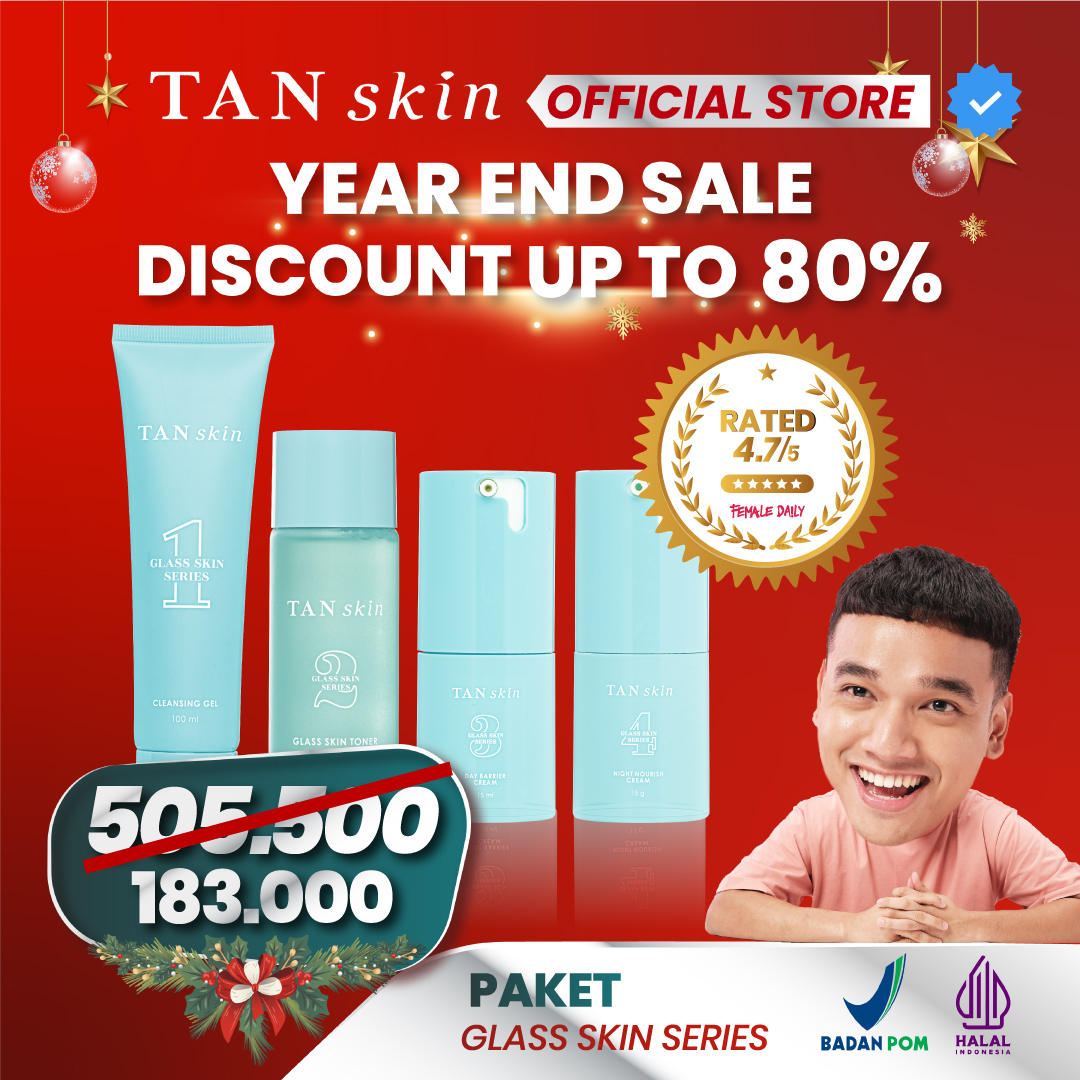 TAN skin OFFICIAL STORE
YEAR END SALE
DISCOUNT UP TO 80%
RATED
4.7/5
FEMALE DAILY
TAN skin
1
GLASS SKIN
SERIES
CLEANSING GEL
100 ml
TAN skin
2
GLASS SKIN
SERIES
GLASS SKIN TONER
TAN skin
3
GLASS SKIN
SERIES
DAY BARRIER
CREAM
15 ml
TAN skin
4
GLASS SKIN
SERIES
NIGHT NOURISH
CREAM
15 g
505.500
183.000
PAKET
GLASS SKIN SERIES
BADAN POM
HALAL
INDONESIA